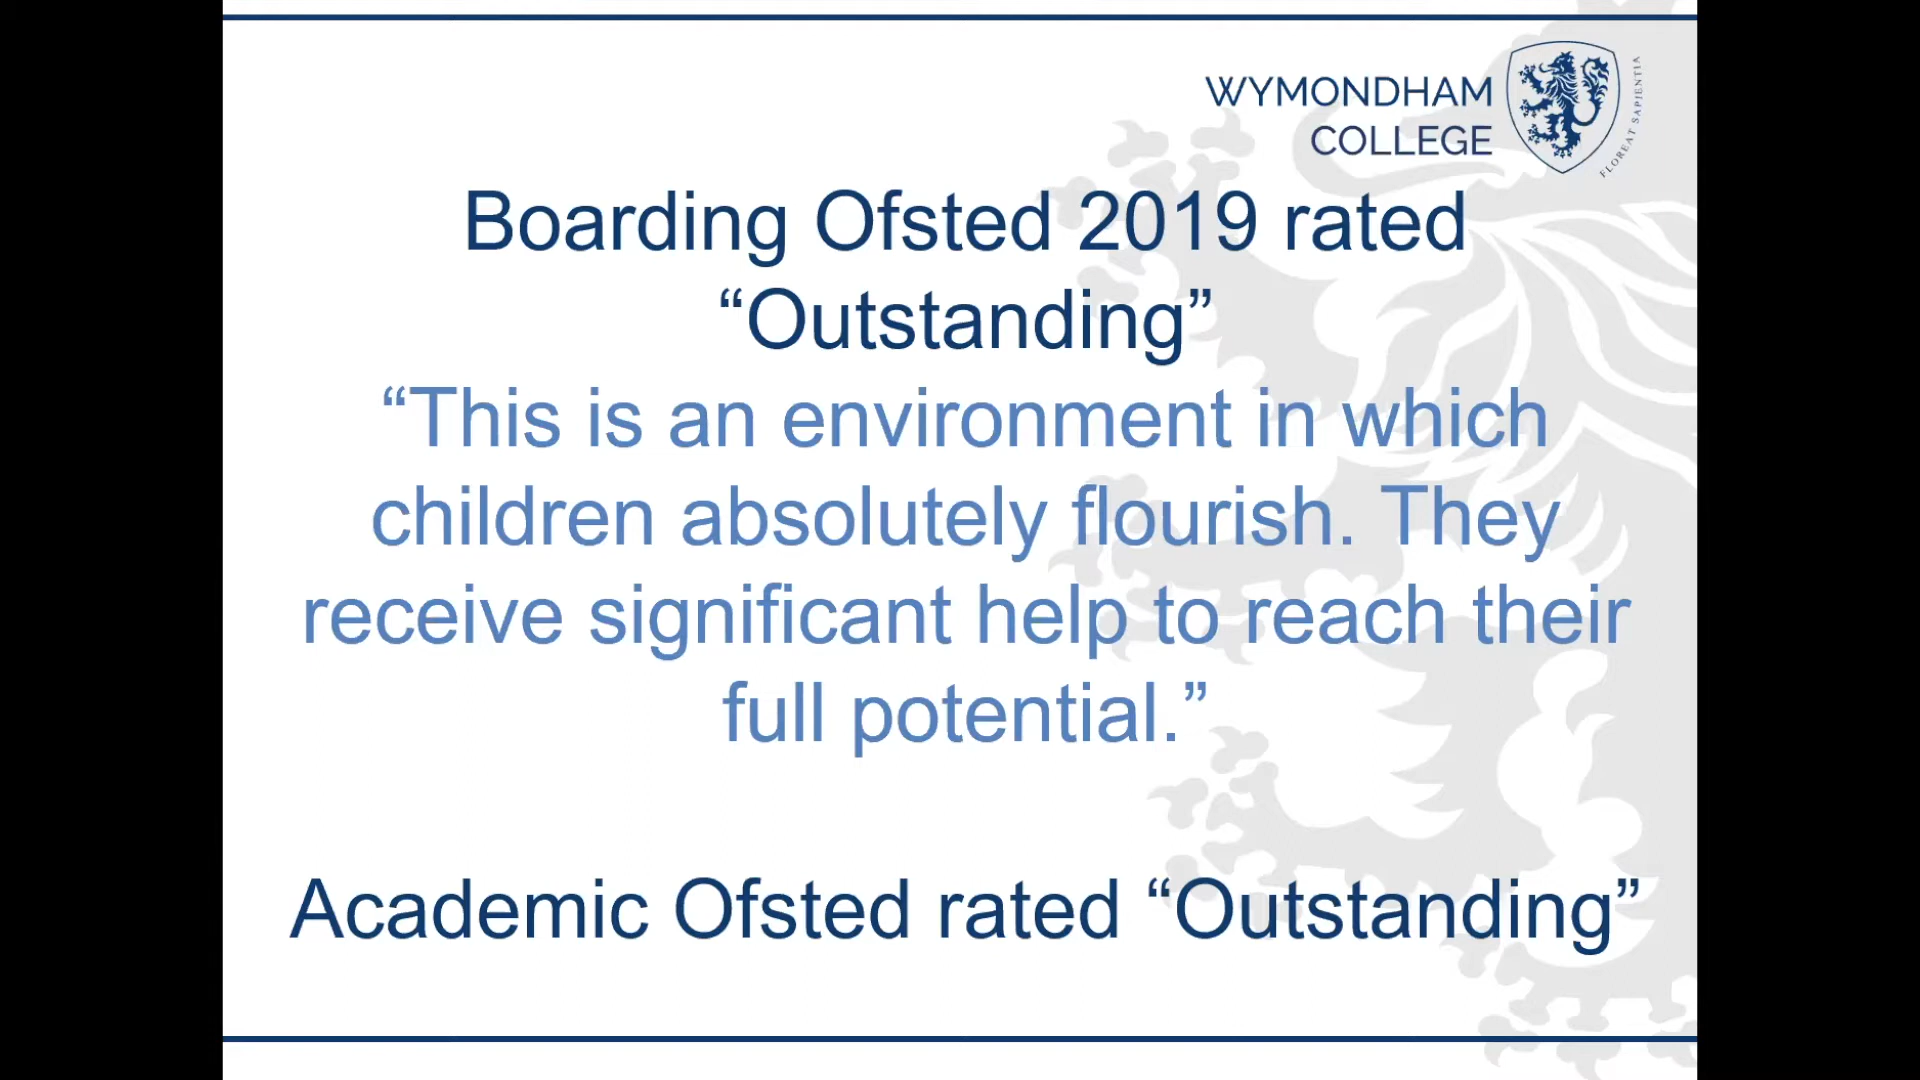 WYMONDHAM
COLLEGE
FLOREAT SAPIENTIA
Boarding Ofsted 2019 rated
“Outstanding”
“This is an environment in which
children absolutely flourish. They
receive significant help to reach their
full potential.”
Academic Ofsted rated “Outstanding”